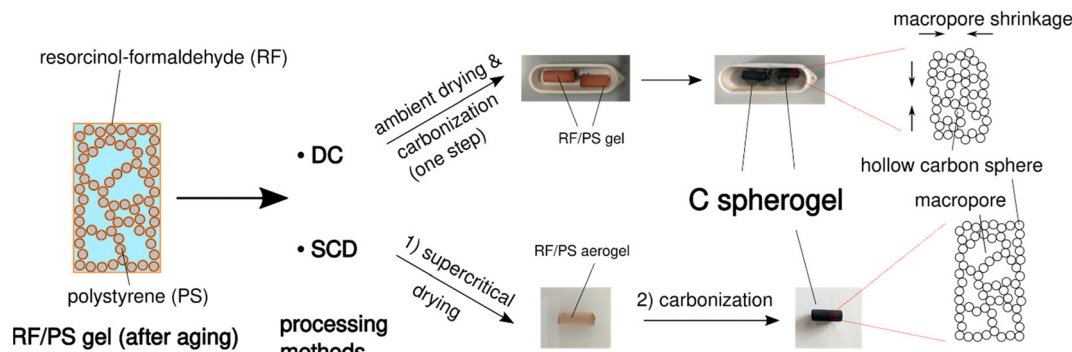 resorcinol-formaldehyde (RF)
polystyrene (PS)
RF/PS gel (after aging)
• DC
• SCD
processing
methods
ambient drying &
carbonization
(one step)
RF/PS gel
1) supercritical
drying
RF/PS aerogel
2) carbonization
C spherogel
macropore shrinkage
hollow carbon sphere
macropore